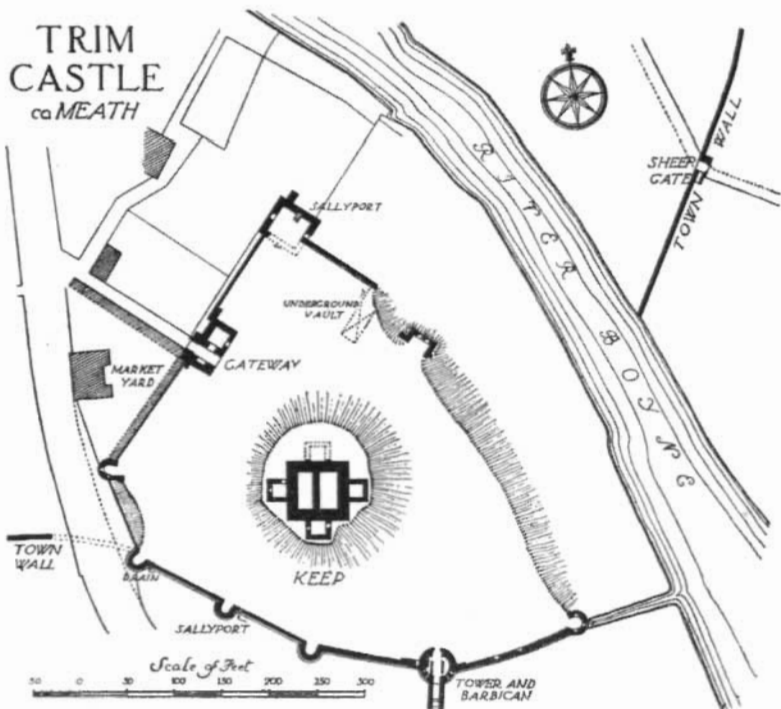 TRIM
CASTLE
co MEATH
SHEEP
GATE
TOWN WALL
RIVER BOYNE
SALLYPORT
UNDERGROUND
VAULT
GATEWAY
MARKET
YARD
TOWN
WALL
DRAIN
KEEP
SALLYPORT
Scale of Feet
50 0 50 100 150 200 250 300
TOWER AND
BARBICAN